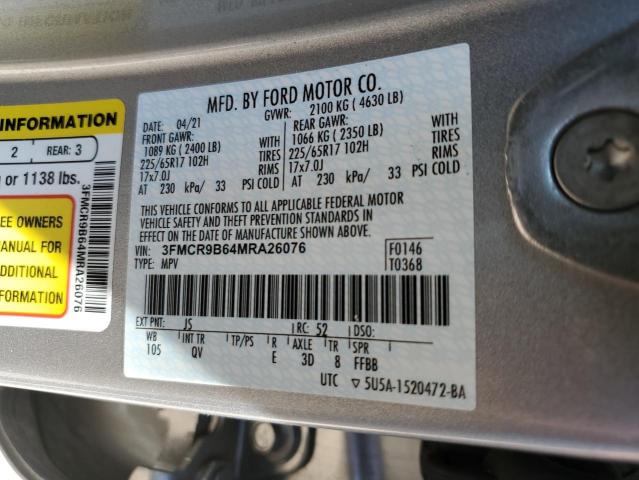 MFD. BY FORD MOTOR CO.
DATE: 04/21 GVWR: 2100 KG ( 4630 LB)
FRONT GAWR: REAR GAWR:
1089 KG ( 2400 LB) WITH 1066 KG ( 2350 LB) WITH
225/65R17 102H TIRES 225/65R17 102H TIRES
17x7.0J RIMS 17x7.0J RIMS
AT 230 kPa/ 33 PSI COLD AT 230 kPa/ 33 PSI COLD
THIS VEHICLE CONFORMS TO ALL APPLICABLE FEDERAL MOTOR
VEHICLE SAFETY AND THEFT PREVENTION STANDARDS IN
EFFECT ON THE DATE OF MANUFACTURE SHOWN ABOVE.
VIN: 3FMCR9B64MRA26076 F0146
TYPE: MPV T0368
EXT PNT: JS RC: 52 DSO:
WB INT TR TP/PS R AXLE TR SPR
105 QV E 3D 8 FFBB
UTC ▽ 5U5A-1520472-BA
INFORMATION
2 REAR: 3
or 1138 lbs.
EE OWNERS
MANUAL FOR
ADDITIONAL
INFORMATION
3FMCR9B64MRA26076